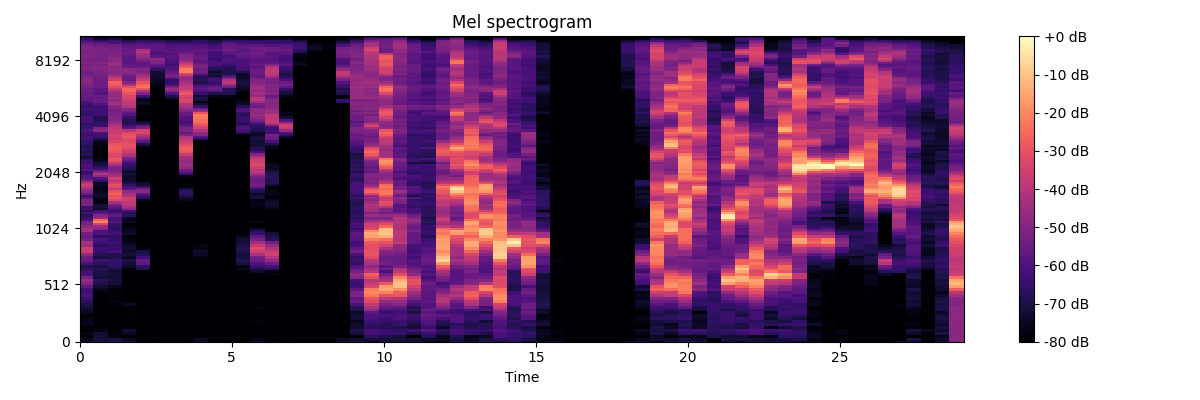 Mel spectrogram
8192
4096
2048
1024
512
0
Hz
0 5 10 15 20 25
Time
+0 dB
-10 dB
-20 dB
-30 dB
-40 dB
-50 dB
-60 dB
-70 dB
-80 dB